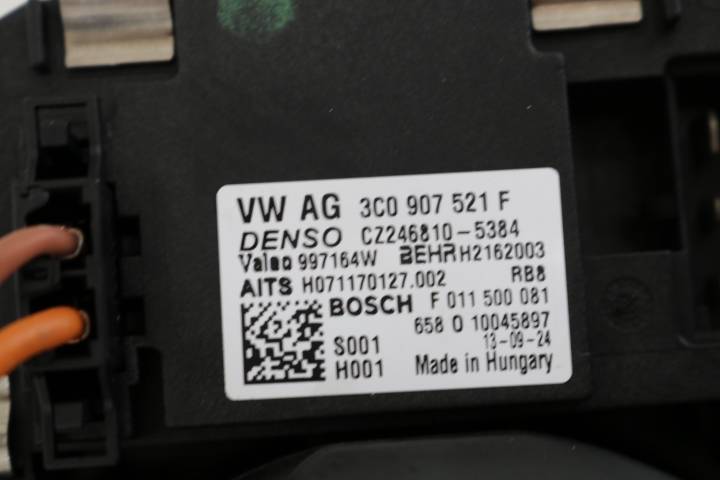 VW AG 3C0 907 521 F
DENSO CZ246810-5384
Valeo 997164W BEHR H2162003
AITS H071170127.002 RB8
BOSCH F 011 500 081
658 0 10045897
S001 13-09-24
H001 Made in Hungary